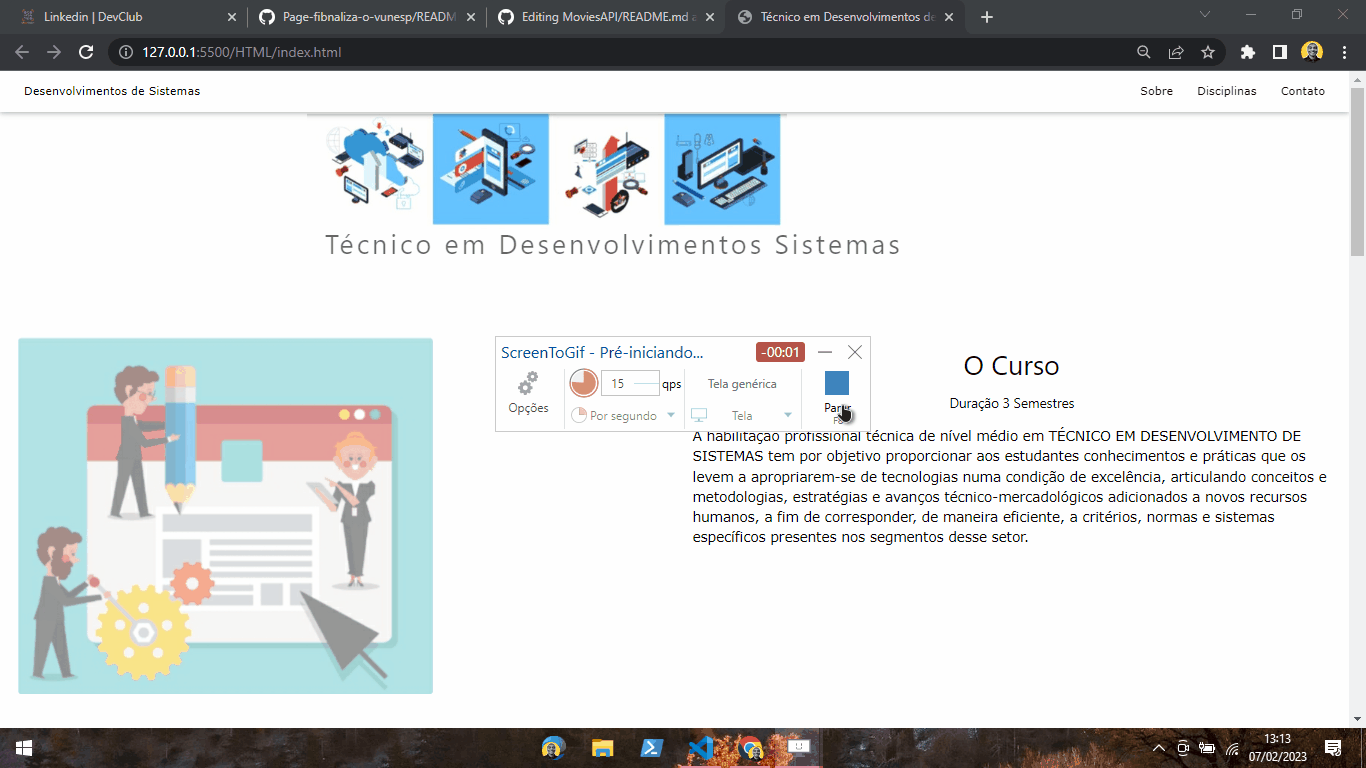 Linkedin | DevClub
Page-fibnaliza-o-vunesp/READM
Editing MoviesAPI/README.md a
Técnico em Desenvolvimentos de
127.0.0.1:5500/HTML/index.html
Desenvolvimentos de Sistemas
Sobre
Disciplinas
Contato
Técnico em Desenvolvimentos Sistemas
ScreenToGif - Pré-iniciando...
-00:01
Opções
15
qps
Tela genérica
Por segundo
Tela
Parar
O Curso
Duração 3 Semestres
A habilitação profissional técnica de nível médio em TÉCNICO EM DESENVOLVIMENTO DE
SISTEMAS tem por objetivo proporcionar aos estudantes conhecimentos e práticas que os
levem a apropriarem-se de tecnologias numa condição de excelência, articulando conceitos e
metodologias, estratégias e avanços técnico-mercadológicos adicionados a novos recursos
humanos, a fim de corresponder, de maneira eficiente, a critérios, normas e sistemas
específicos presentes nos segmentos desse setor.
13:13
07/02/2023